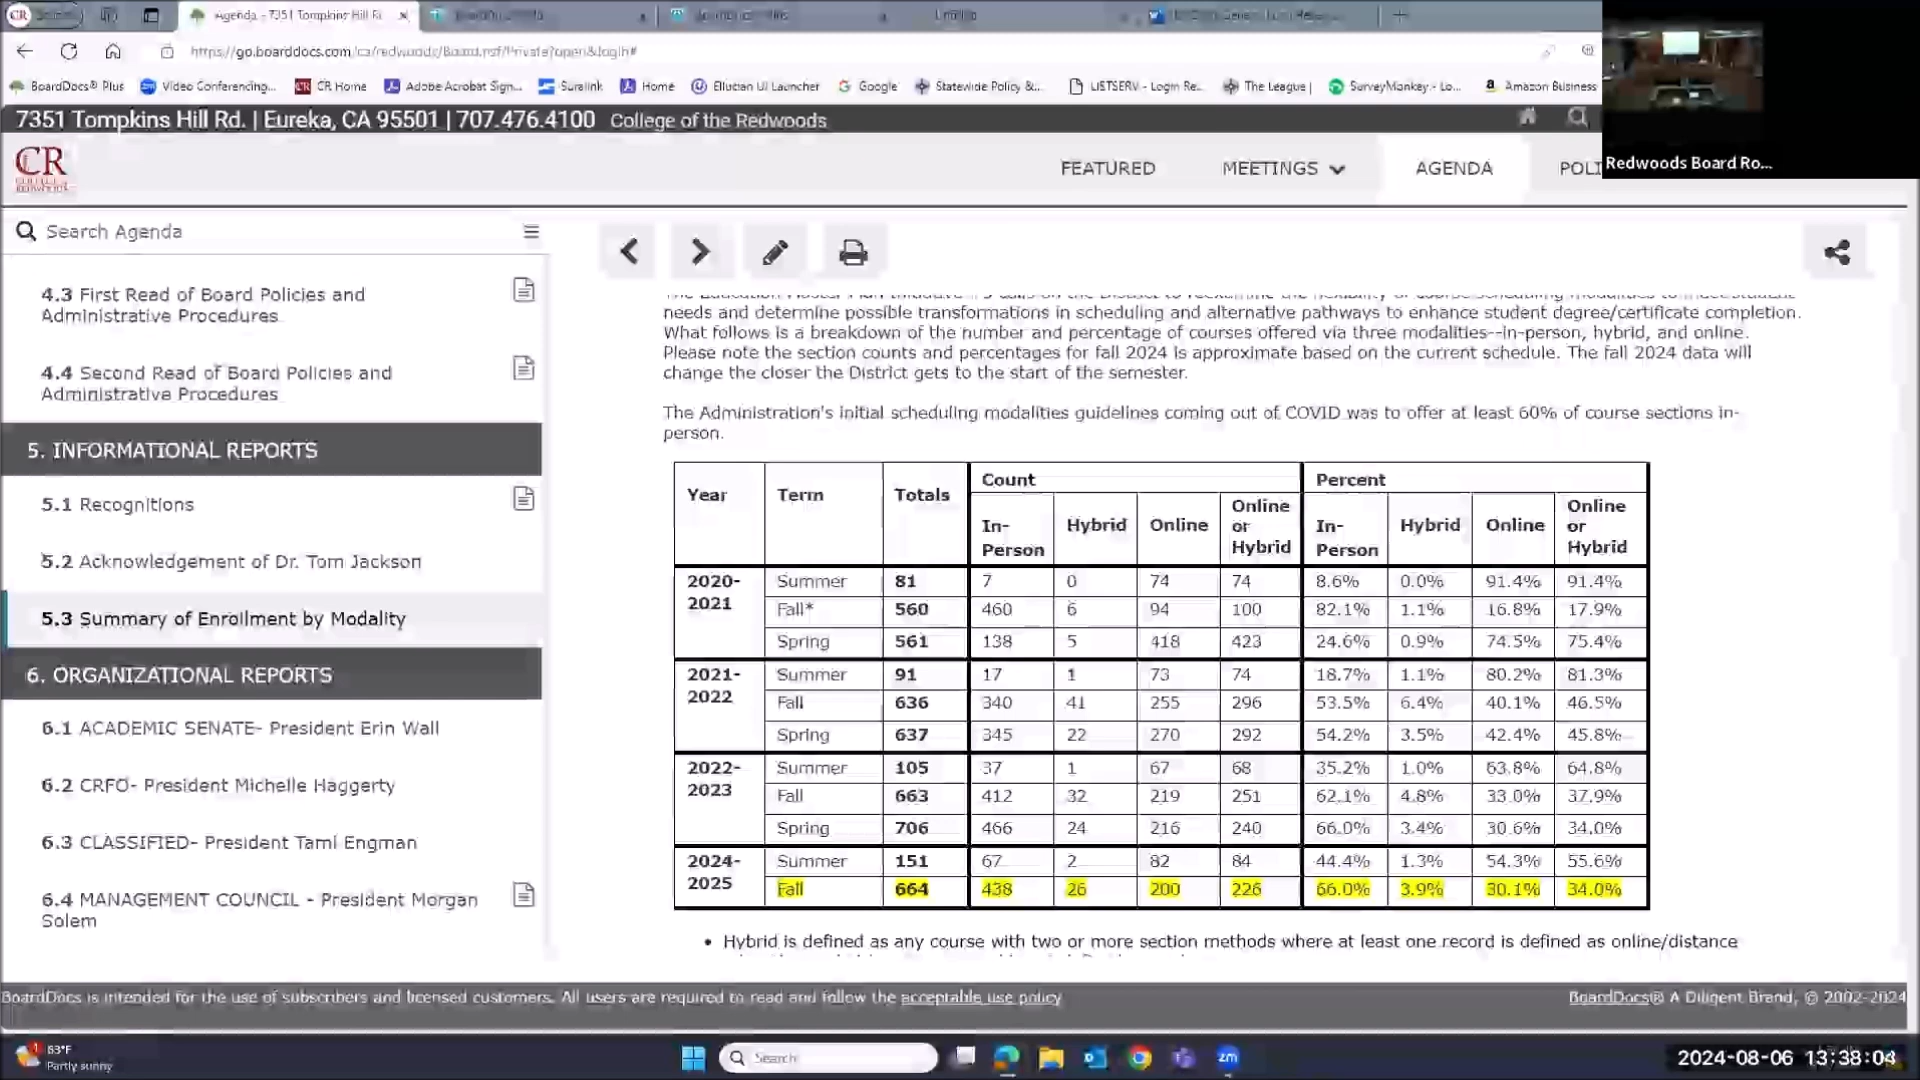 Agenda - 7351 Tompkins Hill R
https://go.boarddocs.com/ca/redwoods/Board.nsf/Private?open&login#
BoardDocs® Plus Video Conferencing... CR Home Adobe Acrobat Sign... Suralink Home Ellucian UI Launcher Google Statewide Policy &... LISTSERV - Login Re... The League | SurveyMonkey - Lo... Amazon Business
Redwoods Board Ro...
7351 Tompkins Hill Rd. | Eureka, CA 95501 | 707.476.4100 College of the Redwoods
CR
COLLEGE OF THE
REDWOODS
FEATURED MEETINGS AGENDA POLI
Search Agenda
4.3 First Read of Board Policies and
Administrative Procedures
4.4 Second Read of Board Policies and
Administrative Procedures
5. INFORMATIONAL REPORTS
5.1 Recognitions
5.2 Acknowledgement of Dr. Tom Jackson
5.3 Summary of Enrollment by Modality
6. ORGANIZATIONAL REPORTS
6.1 ACADEMIC SENATE- President Erin Wall
6.2 CRFO- President Michelle Haggerty
6.3 CLASSIFIED- President Tami Engman
6.4 MANAGEMENT COUNCIL - President Morgan
Solem
needs and determine possible transformations in scheduling and alternative pathways to enhance student degree/certificate completion.
What follows is a breakdown of the number and percentage of courses offered via three modalities--in-person, hybrid, and online.
Please note the section counts and percentages for fall 2024 is approximate based on the current schedule. The fall 2024 data will
change the closer the District gets to the start of the semester.
The Administration's initial scheduling modalities guidelines coming out of COVID was to offer at least 60% of course sections in-
person.
Count Percent
Year Term Totals In-Person Hybrid Online Online or Hybrid In-Person Hybrid Online Online or Hybrid
2020-2021 Summer 81 7 0 74 74 8.6% 0.0% 91.4% 91.4%
Fall* 560 460 6 94 100 82.1% 1.1% 16.8% 17.9%
Spring 561 138 5 418 423 24.6% 0.9% 74.5% 75.4%
2021-2022 Summer 91 17 1 73 74 18.7% 1.1% 80.2% 81.3%
Fall 636 340 41 255 296 53.5% 6.4% 40.1% 46.5%
Spring 637 345 22 270 292 54.2% 3.5% 42.4% 45.8%
2022-2023 Summer 105 37 1 67 68 35.2% 1.0% 63.8% 64.8%
Fall 663 412 32 219 251 62.1% 4.8% 33.0% 37.9%
Spring 706 466 24 216 240 66.0% 3.4% 30.6% 34.0%
2024-2025 Summer 151 67 2 82 84 44.4% 1.3% 54.3% 55.6%
Fall 664 438 26 200 226 66.0% 3.9% 30.1% 34.0%
• Hybrid is defined as any course with two or more section methods where at least one record is defined as online/distance
BoardDocs is intended for the use of subscribers and licensed customers. All users are required to read and follow the acceptable use policy
BoardDocs® A Diligent Brand, © 2002-2024
83°F
Partly sunny
Search
zm
2024-08-06 13:38:04